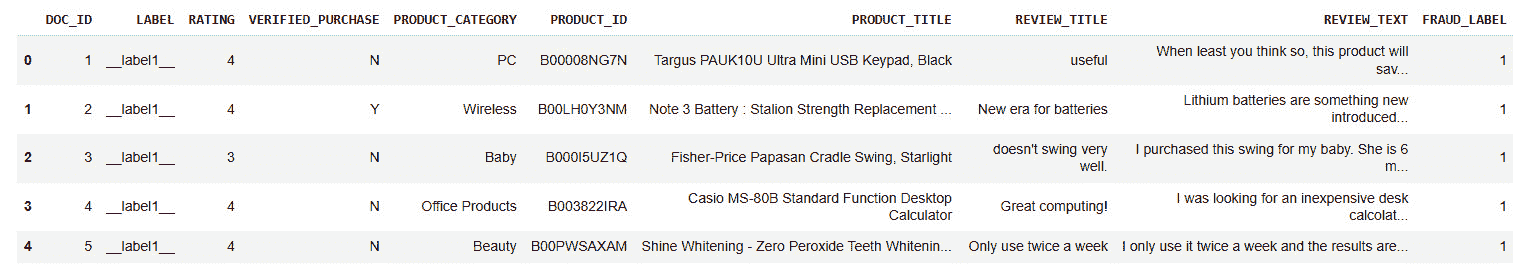 DOC_ID LABEL RATING VERIFIED_PURCHASE PRODUCT_CATEGORY PRODUCT_ID PRODUCT_TITLE REVIEW_TITLE REVIEW_TEXT FRAUD_LABEL
0 1 __label1__ 4 N PC B00008NG7N Targus PAUK10U Ultra Mini USB Keypad, Black useful When least you think so, this product will sav... 1
1 2 __label1__ 4 Y Wireless B00LH0Y3NM Note 3 Battery : Stalion Strength Replacement ... New era for batteries Lithium batteries are something new introduced... 1
2 3 __label1__ 3 N Baby B000I5UZ1Q Fisher-Price Papasan Cradle Swing, Starlight doesn't swing very well. I purchased this swing for my baby. She is 6 m... 1
3 4 __label1__ 4 N Office Products B003822IRA Casio MS-80B Standard Function Desktop Calculator Great computing! I was looking for an inexpensive desk calcolat... 1
4 5 __label1__ 4 N Beauty B00PWSAXAM Shine Whitening - Zero Peroxide Teeth Whitenin... Only use twice a week I only use it twice a week and the results are... 1